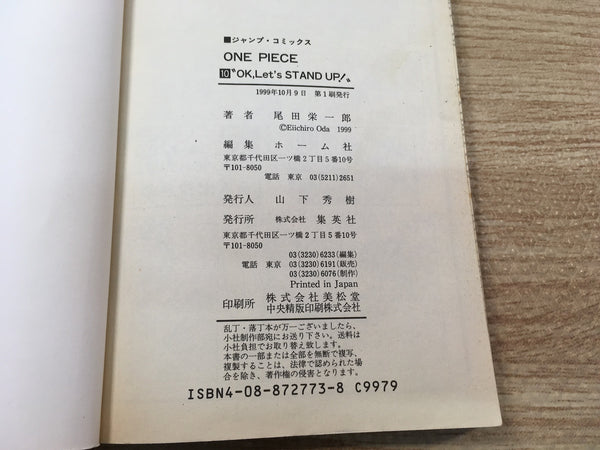 ■ジャンプ・コミックス
ONE PIECE
10 〝OK,Let's STAND UP!〟
1999年10月9日 第1刷発行
著者 尾田栄一郎
©Eiichiro Oda 1999
編集 ホーム社
東京都千代田区一ツ橋2丁目5番10号
〒101-8050
電話 東京 03(5211)2651
発行人 山下秀樹
発行所 株式会社 集英社
東京都千代田区一ツ橋2丁目5番10号
〒101-8050
03(3230)6233(編集)
電話 東京 03(3230)6191(販売)
03(3230)6076(制作)
Printed in Japan
印刷所 株式会社美松堂
中央精版印刷株式会社
乱丁・落丁本が万一ございましたら、
小社制作部宛にお送り下さい。送料は
小社負担でお取り替え致します。
本書の一部または全部を無断で複写、
複製することは、法律で認められた場
合を除き、著作権の侵害となります。
ISBN4-08-872773-8 C9979